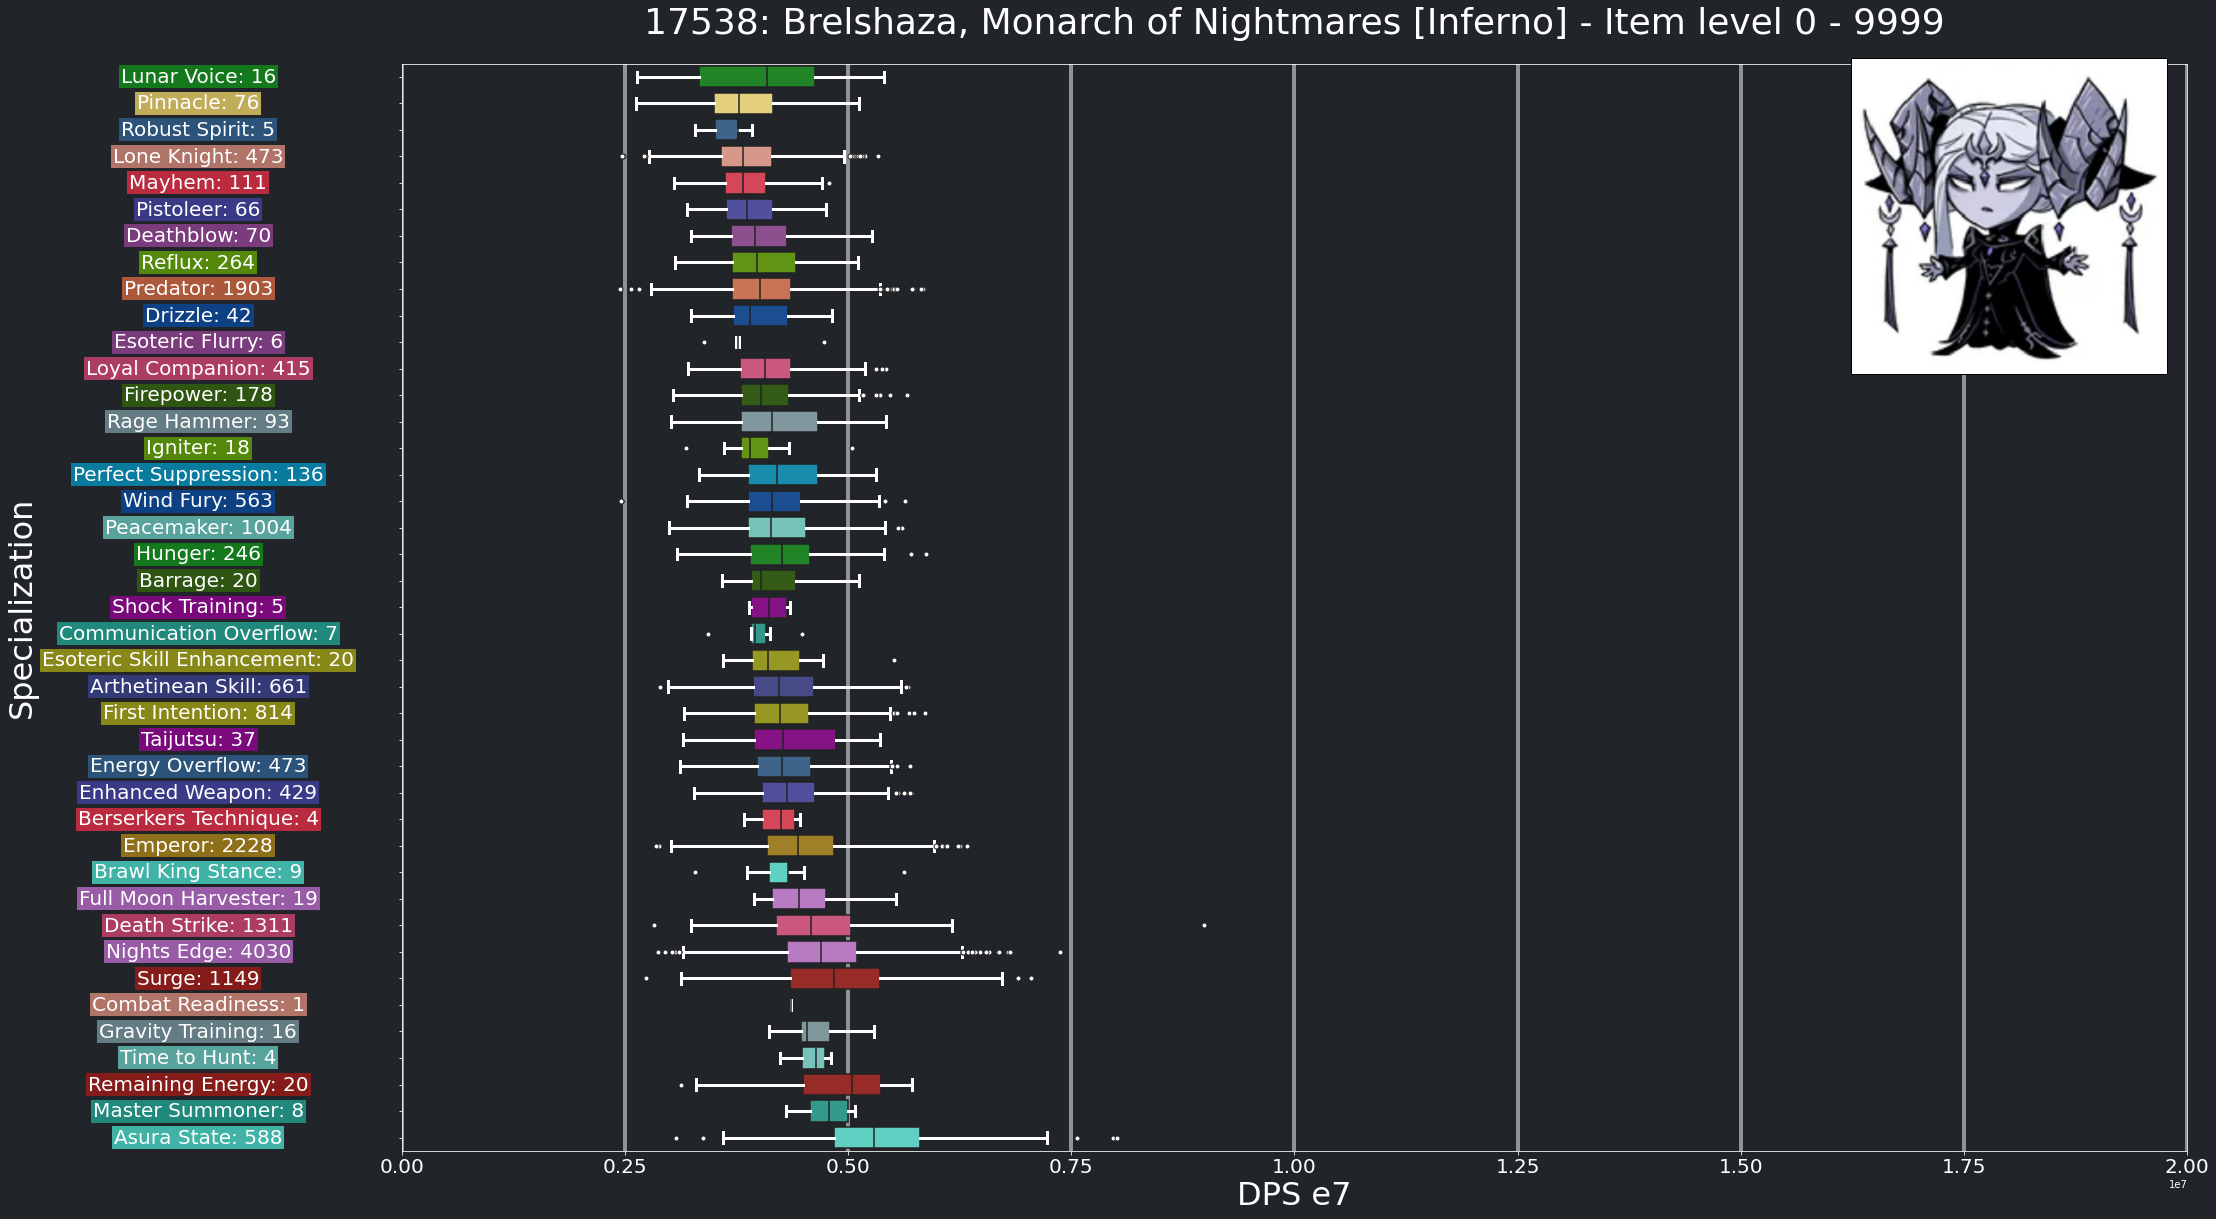 17538: Brelshaza, Monarch of Nightmares [Inferno] - Item level 0 - 9999
Specialization
Lunar Voice: 16
Pinnacle: 76
Robust Spirit: 5
Lone Knight: 473
Mayhem: 111
Pistoleer: 66
Deathblow: 70
Reflux: 264
Predator: 1903
Drizzle: 42
Esoteric Flurry: 6
Loyal Companion: 415
Firepower: 178
Rage Hammer: 93
Igniter: 18
Perfect Suppression: 136
Wind Fury: 563
Peacemaker: 1004
Hunger: 246
Barrage: 20
Shock Training: 5
Communication Overflow: 7
Esoteric Skill Enhancement: 20
Arthetinean Skill: 661
First Intention: 814
Taijutsu: 37
Energy Overflow: 473
Enhanced Weapon: 429
Berserkers Technique: 4
Emperor: 2228
Brawl King Stance: 9
Full Moon Harvester: 19
Death Strike: 1311
Nights Edge: 4030
Surge: 1149
Combat Readiness: 1
Gravity Training: 16
Time to Hunt: 4
Remaining Energy: 20
Master Summoner: 8
Asura State: 588
0.00 0.25 0.50 0.75 1.00 1.25 1.50 1.75 2.00
1e7
DPS e7